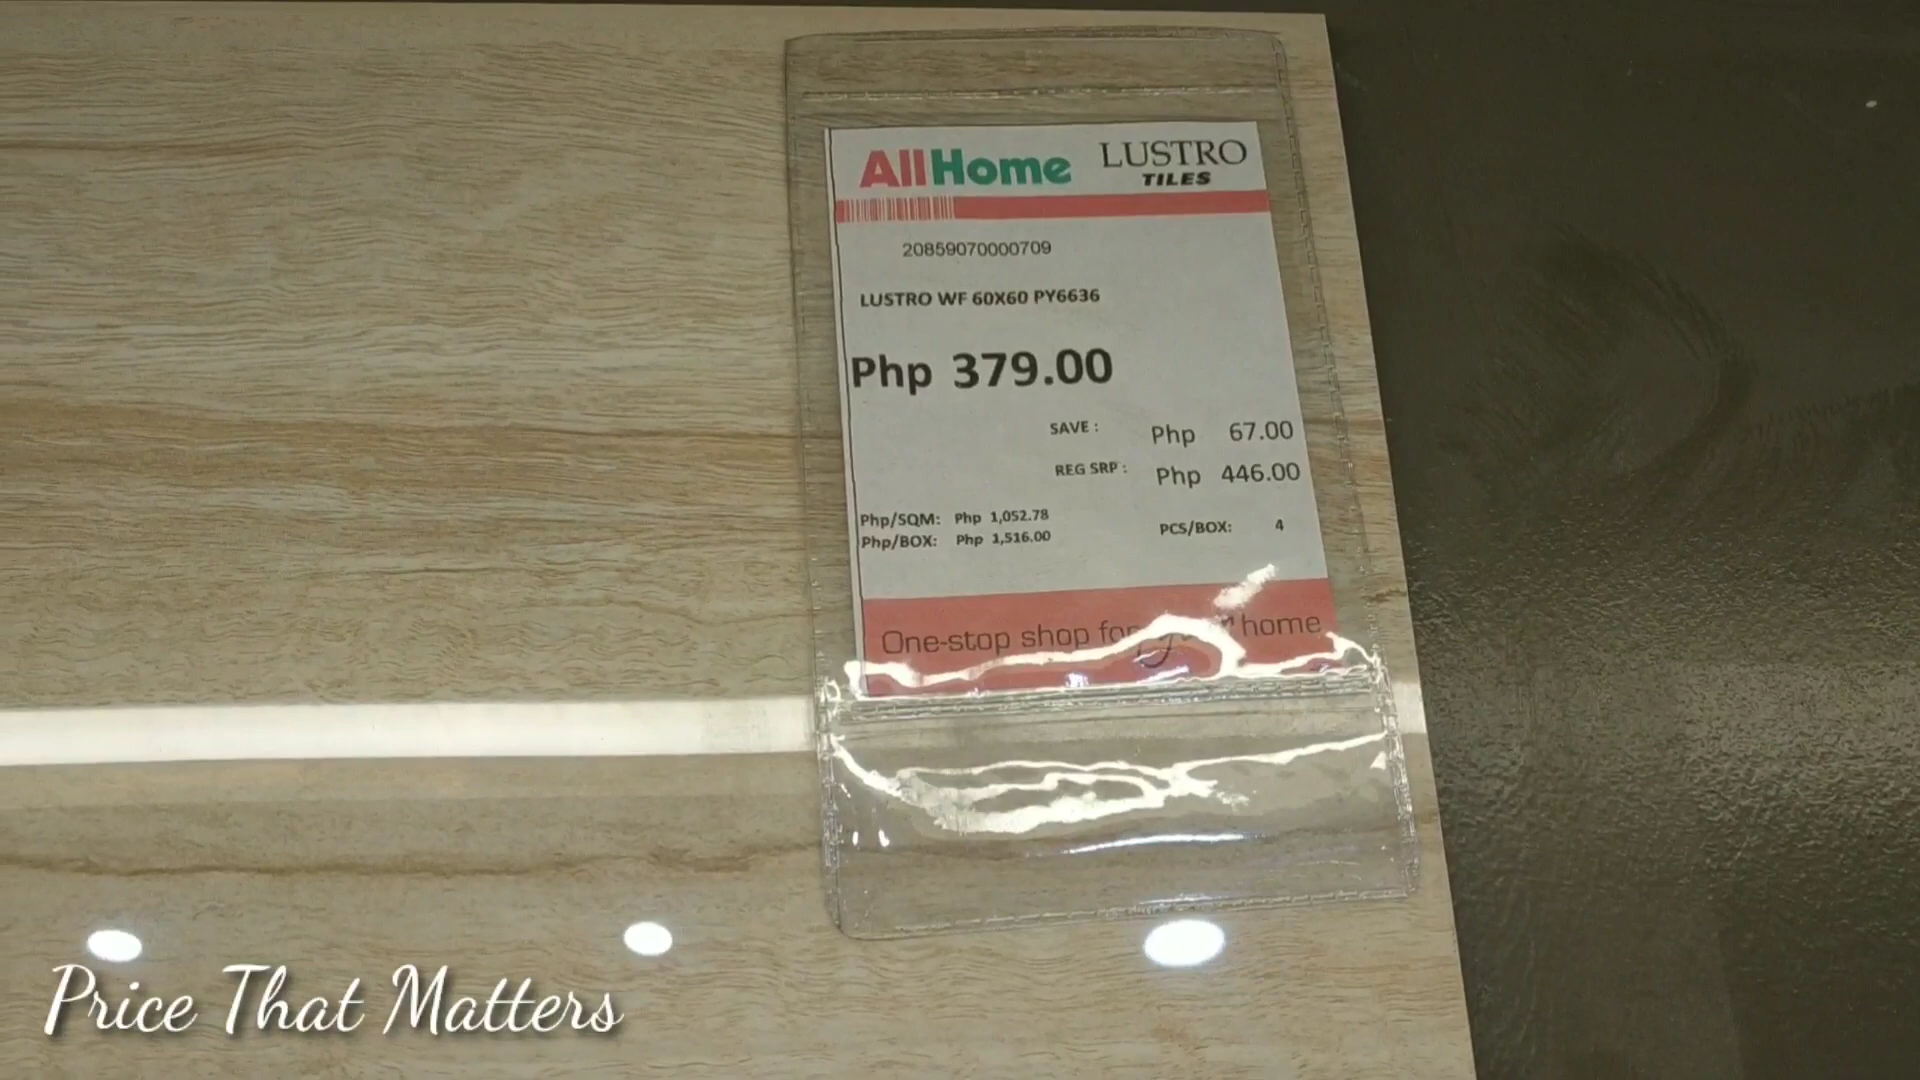 AllHome
LUSTRO
TILES
20859070000709
LUSTRO WF 60X60 PY6636
Php 379.00
SAVE : Php 67.00
REG SRP : Php 446.00
Php/SQM: Php 1,052.78
Php/BOX: Php 1,516.00 PCS/BOX: 4
One-stop shop for your home
Price That Matters